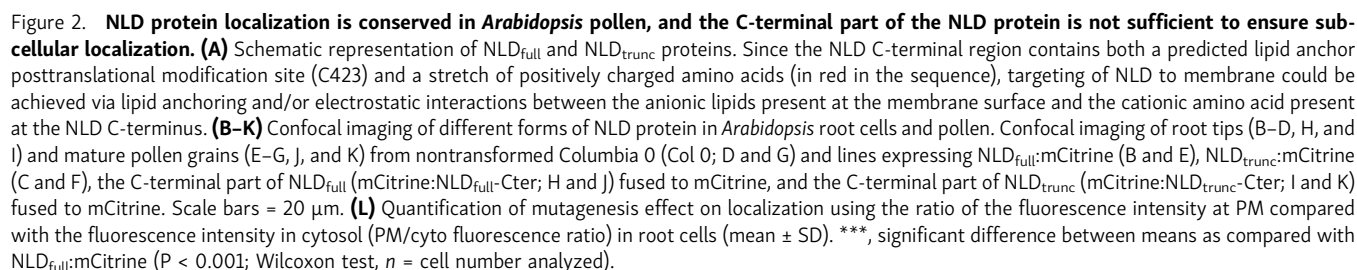 Figure 2. NLD protein localization is conserved in Arabidopsis pollen, and the C-terminal part of the NLD protein is not sufficient to ensure sub-
cellular localization. (A) Schematic representation of NLDfull and NLDtrunc proteins. Since the NLD C-terminal region contains both a predicted lipid anchor
posttranslational modification site (C423) and a stretch of positively charged amino acids (in red in the sequence), targeting of NLD to membrane could be
achieved via lipid anchoring and/or electrostatic interactions between the anionic lipids present at the membrane surface and the cationic amino acid present
at the NLD C-terminus. (B–K) Confocal imaging of different forms of NLD protein in Arabidopsis root cells and pollen. Confocal imaging of root tips (B–D, H, and
I) and mature pollen grains (E–G, J, and K) from nontransformed Columbia 0 (Col 0; D and G) and lines expressing NLDfull:mCitrine (B and E), NLDtrunc:mCitrine
(C and F), the C-terminal part of NLDfull (mCitrine:NLDfull-Cter; H and J) fused to mCitrine, and the C-terminal part of NLDtrunc (mCitrine:NLDtrunc-Cter; I and K)
fused to mCitrine. Scale bars = 20 μm. (L) Quantification of mutagenesis effect on localization using the ratio of the fluorescence intensity at PM compared
with the fluorescence intensity in cytosol (PM/cyto fluorescence ratio) in root cells (mean ± SD). ***, significant difference between means as compared with
NLDfull:mCitrine (P < 0.001; Wilcoxon test, n = cell number analyzed).